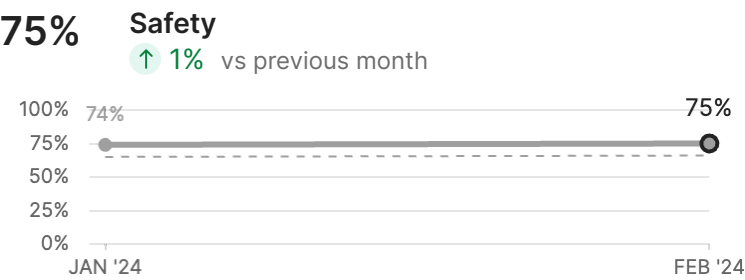 75%
Safety
↑ 1% vs previous month
100%
74%
75%
75%
50%
25%
0%
JAN '24
FEB '24